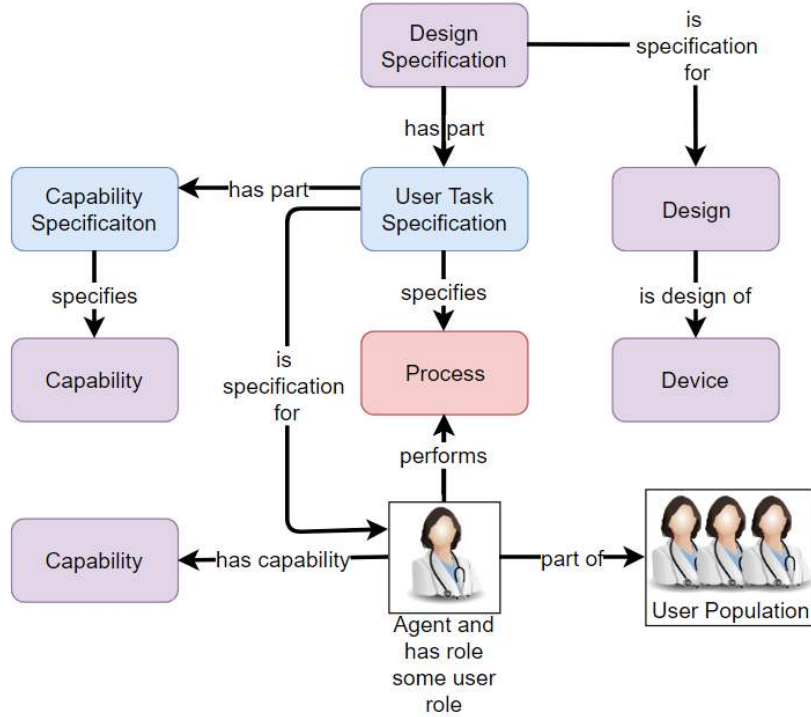 Design
Specification
is
specification
for
has part
Capability
Specificaiton
has part
User Task
Specification
Design
specifies
specifies
is design of
Capability
is
specification
for
Process
Device
performs
Capability
has capability
part of
User Population
Agent and
has role
some user
role